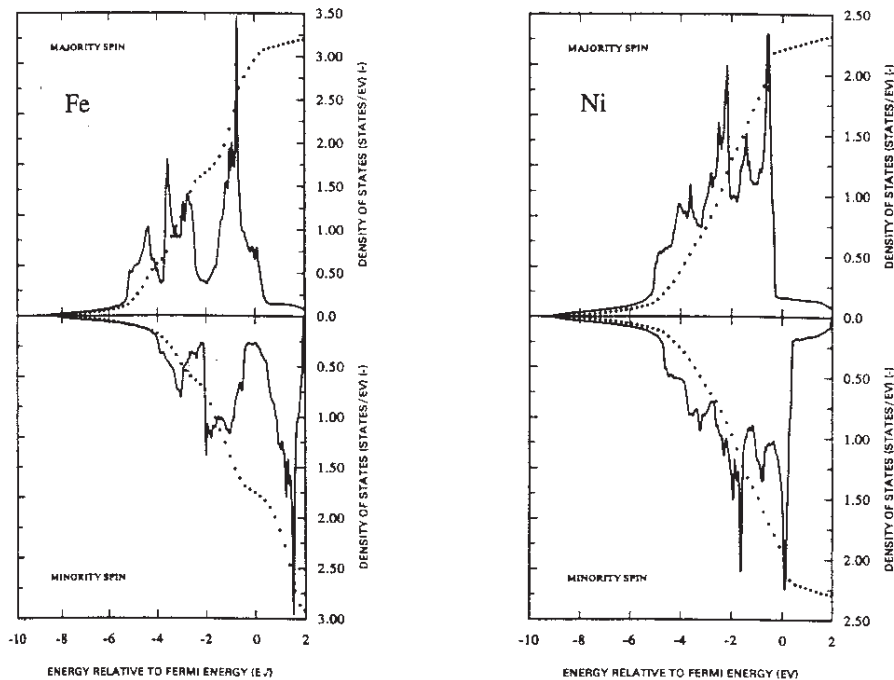 3.50
3.00
2.50
2.00
1.50
1.00
0.50
0.0
0.50
1.00
1.50
2.00
2.50
3.00
MAJORITY SPIN
Fe
MINORITY SPIN
DENSITY OF STATES (STATES/EV) (-)
DENSITY OF STATES (STATES/EV) (-)
-10 -8 -6 -4 -2 0 2
ENERGY RELATIVE TO FERMI ENERGY
2.50
2.00
1.50
1.00
0.50
0.0
0.50
1.00
1.50
2.00
2.50
MAJORITY SPIN
Ni
MINORITY SPIN
DENSITY OF STATES (STATES/EV) (-)
DENSITY OF STATES (STATES/EV) (-)
-10 -8 -6 -4 -2 0 2
ENERGY RELATIVE TO FERMI ENERGY (EV)